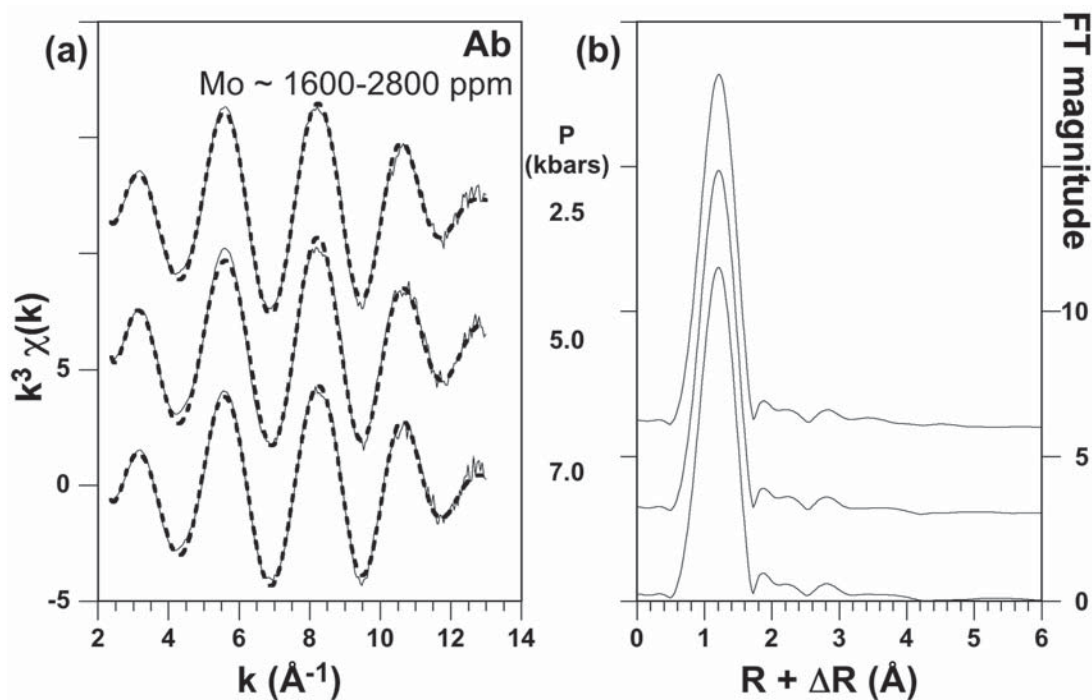 (a)
Ab
Mo ~ 1600-2800 ppm
k³ χ(k)
5
0
-5
2
4
6
8
10
12
14
k (Å⁻¹)
P
(kbars)
2.5
5.0
7.0
(b)
FT magnitude
10
5
0
0
1
2
3
4
5
6
R + ΔR (Å)